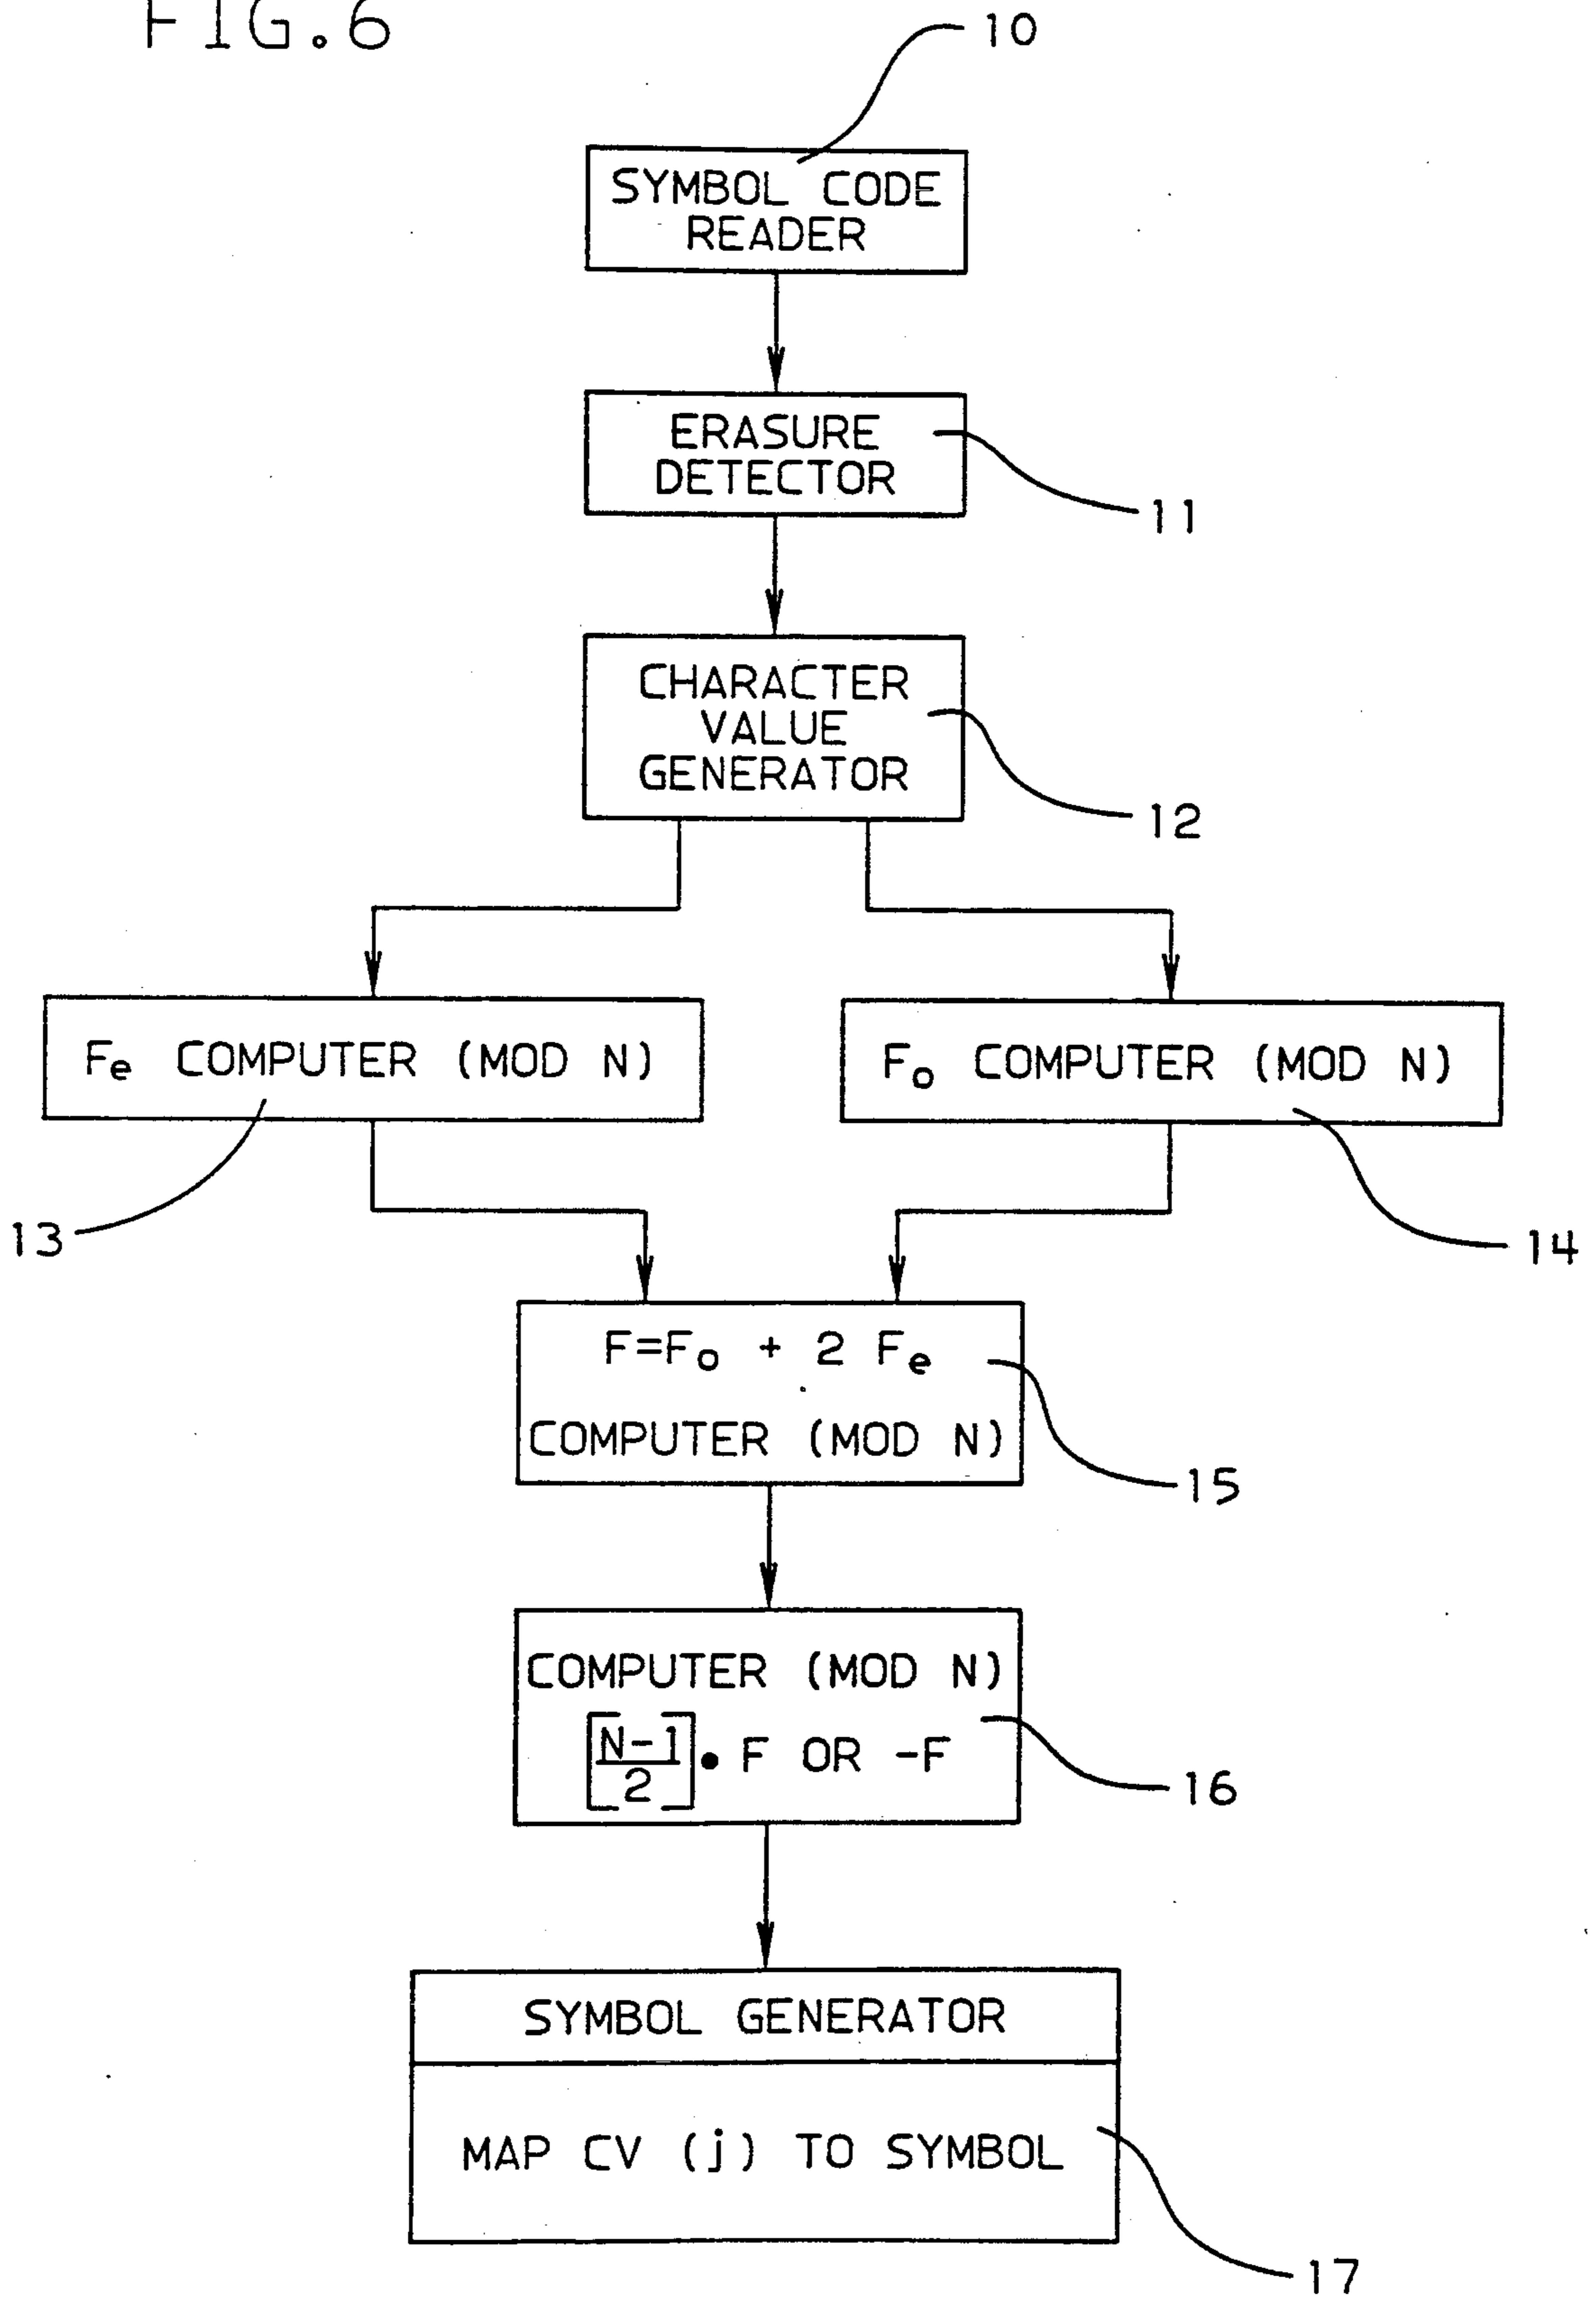 FIG.6
10
SYMBOL CODE
READER
ERASURE
DETECTOR
11
CHARACTER
VALUE
GENERATOR
12
Fe COMPUTER (MOD N)
Fo COMPUTER (MOD N)
13
14
F=Fo + 2 Fe
COMPUTER (MOD N)
15
COMPUTER (MOD N)
[N-1/2]• F OR -F
16
SYMBOL GENERATOR
MAP CV (j) TO SYMBOL
17